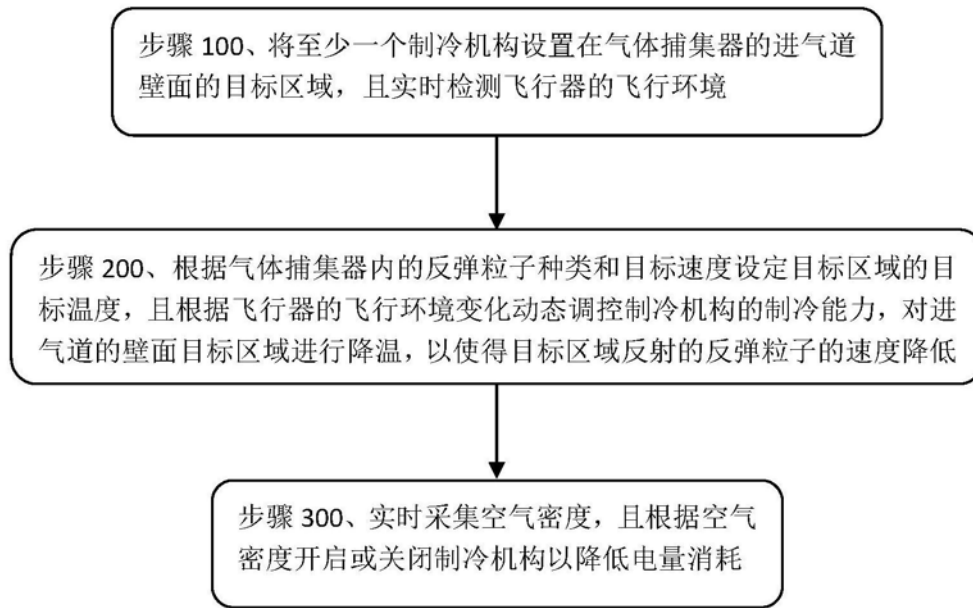 步骤 100、将至少一个制冷机构设置在气体捕集器的进气道
壁面的目标区域，且实时检测飞行器的飞行环境
步骤 200、根据气体捕集器内的反弹粒子种类和目标速度设定目标区域的目
标温度，且根据飞行器的飞行环境变化动态调控制冷机构的制冷能力，对进
气道的壁面目标区域进行降温，以使得目标区域反射的反弹粒子的速度降低
步骤 300、实时采集空气密度，且根据空气
密度开启或关闭制冷机构以降低电量消耗